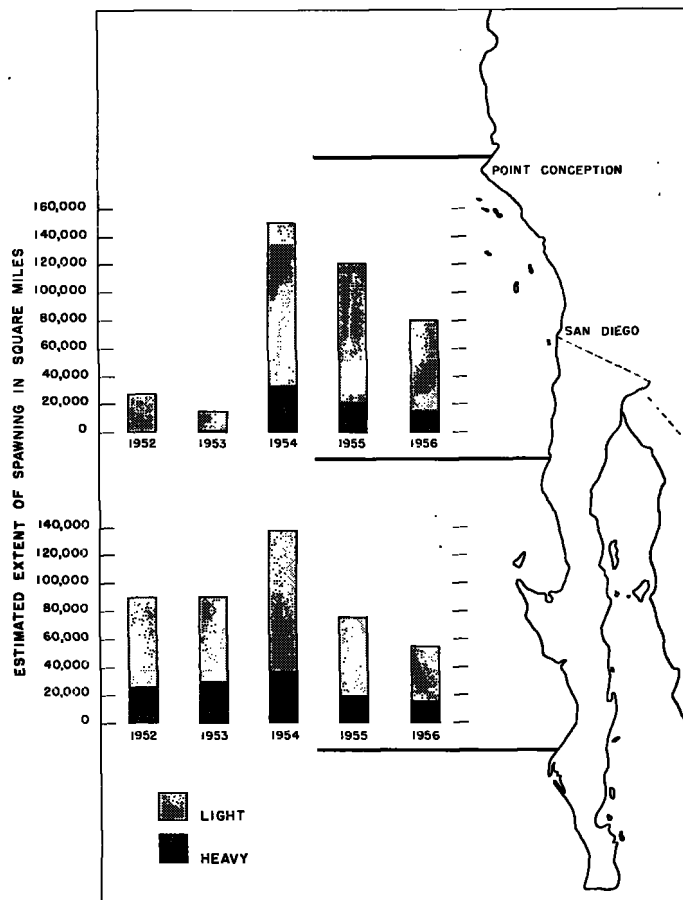 POINT CONCEPTION
ESTIMATED EXTENT OF SPAWNING IN SQUARE MILES
160,000
140,000
120,000
100,000
80,000
60,000
40,000
20,000
0
SAN DIEGO
1952 1953 1954 1955 1956
140,000
120,000
100,000
80,000
60,000
40,000
20,000
0
1952 1953 1954 1955 1956
LIGHT
HEAVY